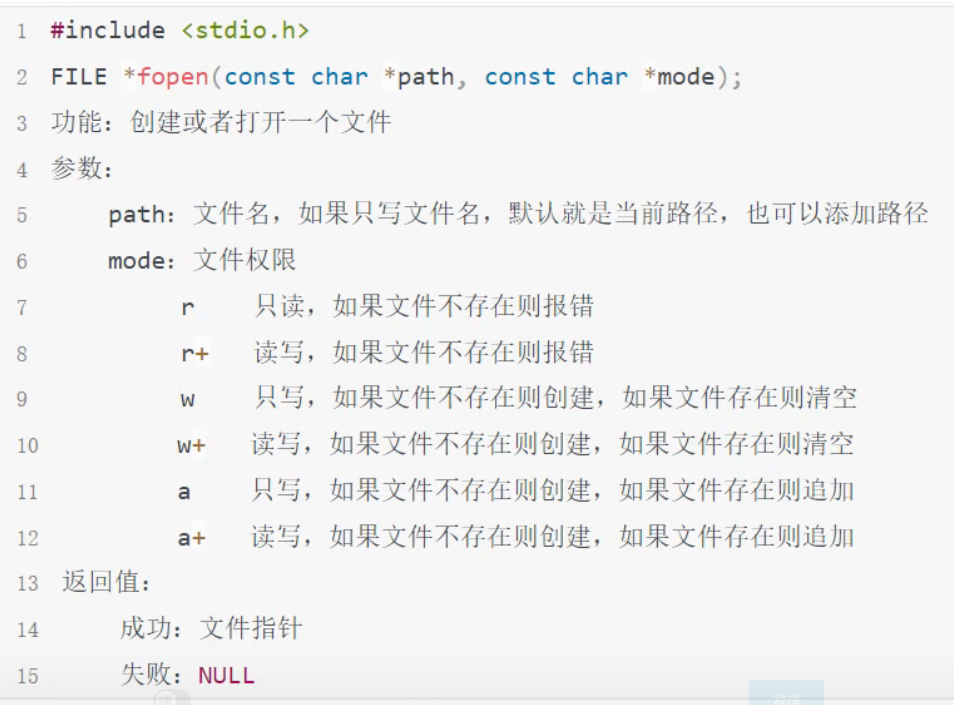 1 #include <stdio.h>
2 FILE *fopen(const char *path, const char *mode);
3 功能：创建或者打开一个文件
4 参数：
5 path：文件名，如果只写文件名，默认就是当前路径，也可以添加路径
6 mode：文件权限
7 r 只读，如果文件不存在则报错
8 r+ 读写，如果文件不存在则报错
9 w 只写，如果文件不存在则创建，如果文件存在则清空
10 w+ 读写，如果文件不存在则创建，如果文件存在则清空
11 a 只写，如果文件不存在则创建，如果文件存在则追加
12 a+ 读写，如果文件不存在则创建，如果文件存在则追加
13 返回值：
14 成功：文件指针
15 失败：NULL